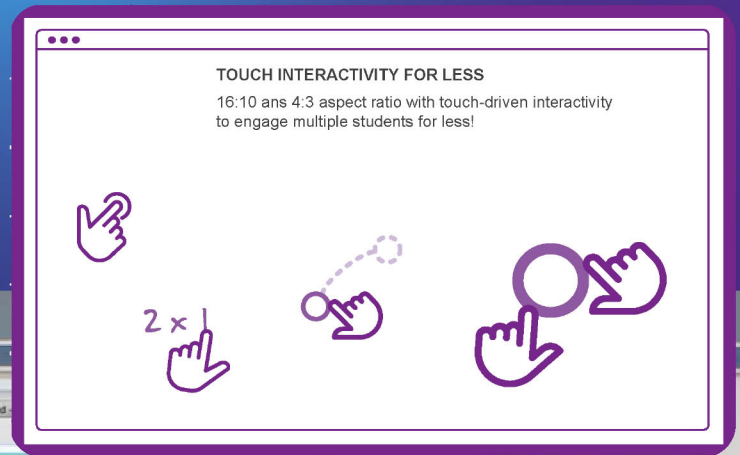 TOUCH INTERACTIVITY FOR LESS
16:10 ans 4:3 aspect ratio with touch-driven interactivity
to engage multiple students for less!
2 x 1